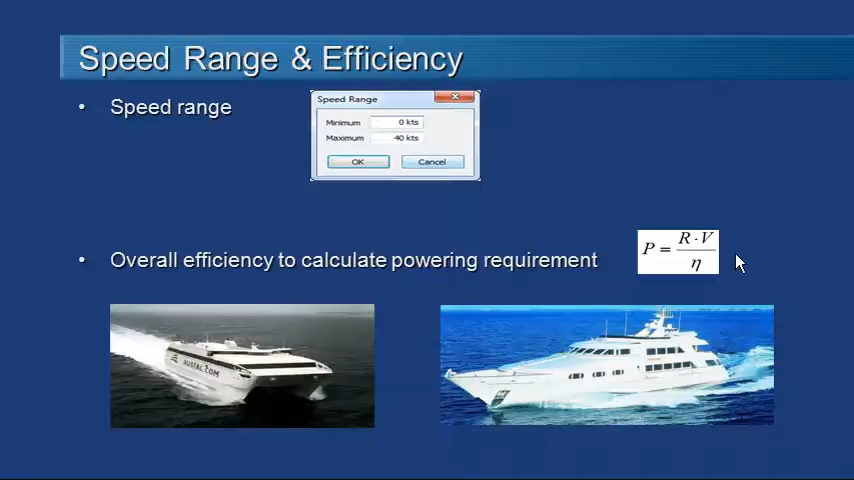 Speed Range & Efficiency
• Speed range
Speed Range
Minimum 0 kts
Maximum 40 kts
OK Cancel
• Overall efficiency to calculate powering requirement
P = R · V / η
AUSTAL.COM